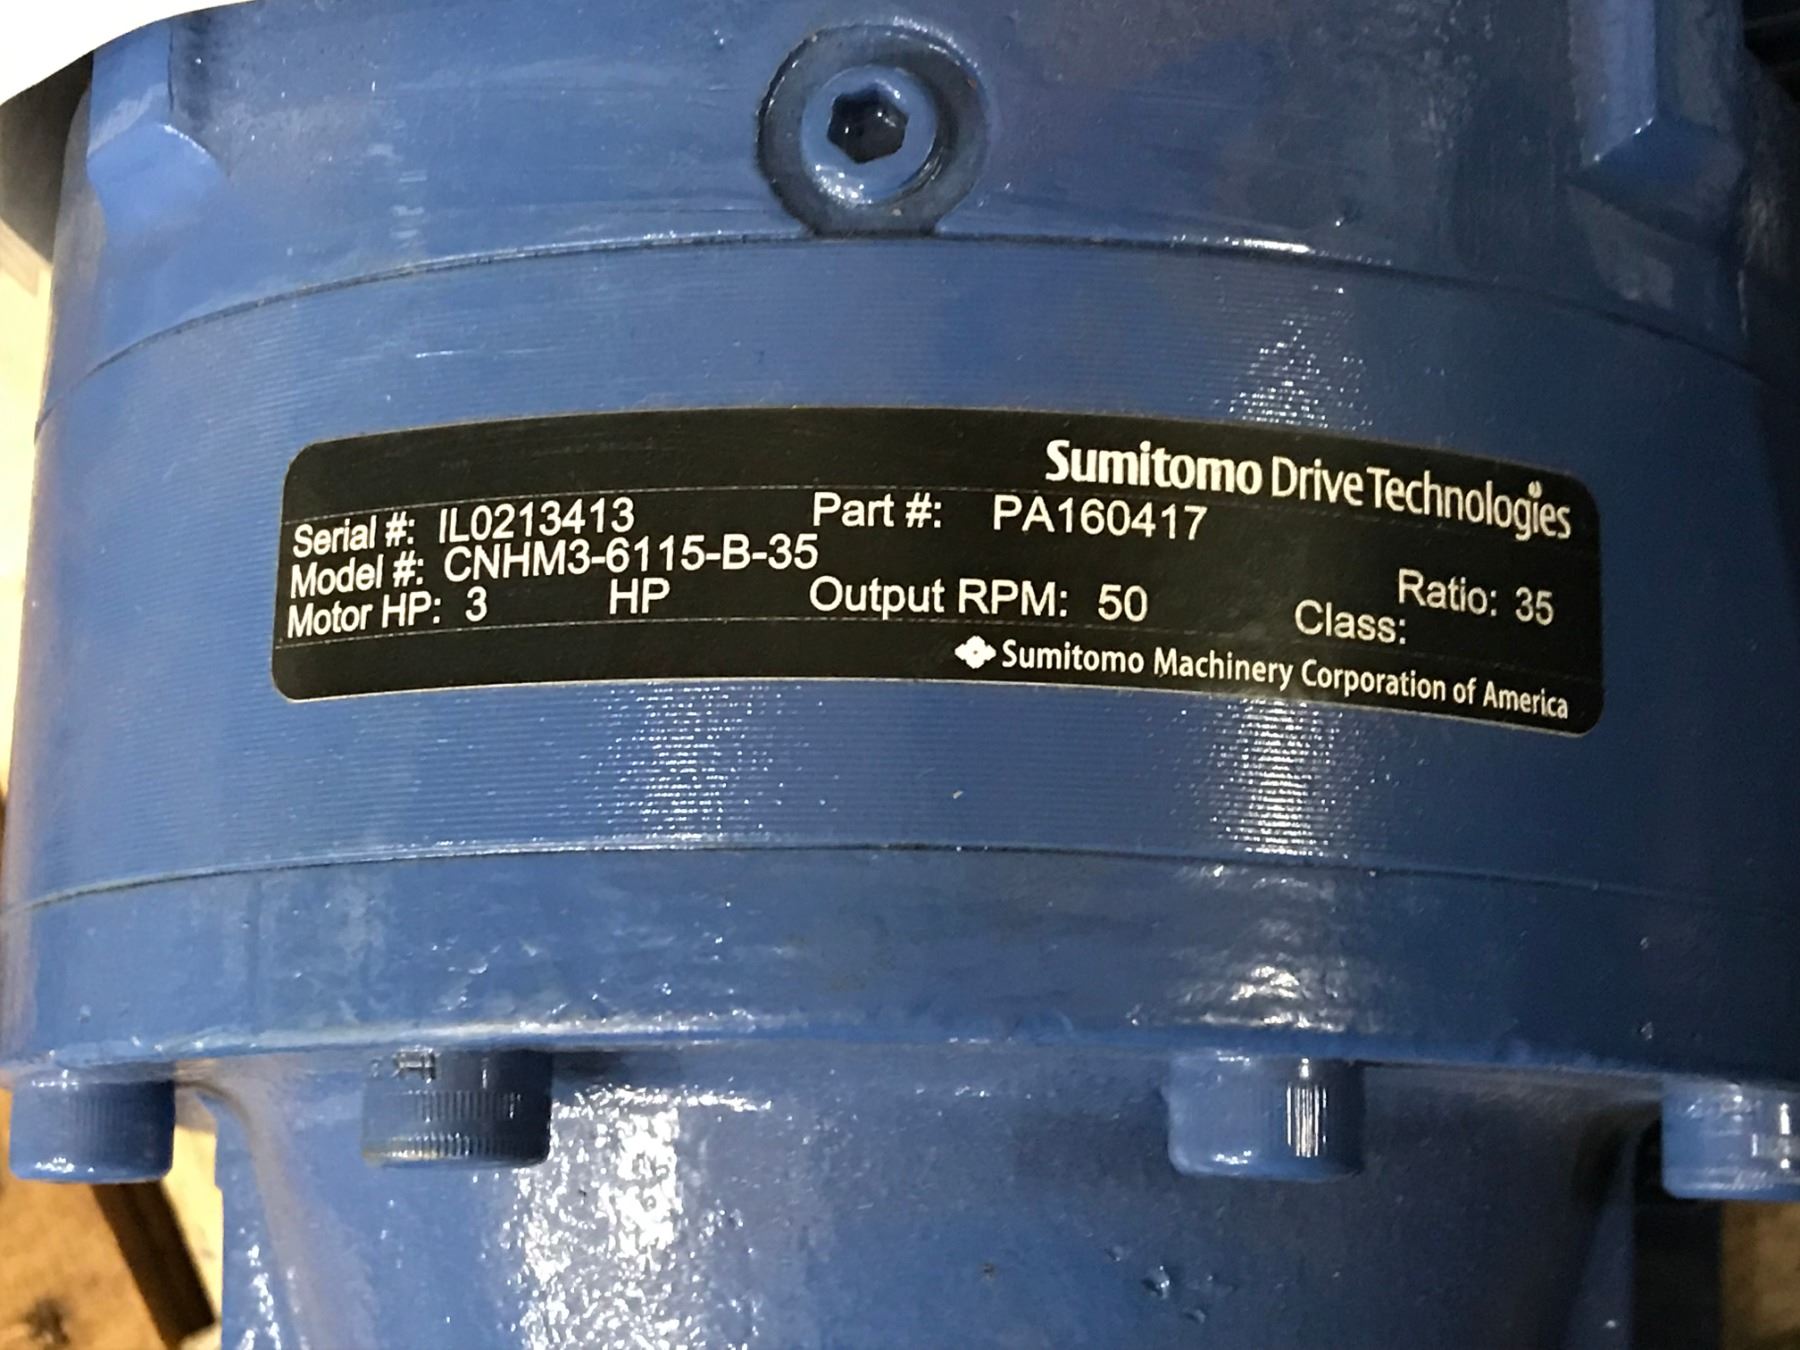 Sumitomo Drive Technologies
Serial #: IL0213413 Part #: PA160417
Model #: CNHM3-6115-B-35 Ratio: 35
Motor HP: 3 HP Output RPM: 50 Class:
Sumitomo Machinery Corporation of America